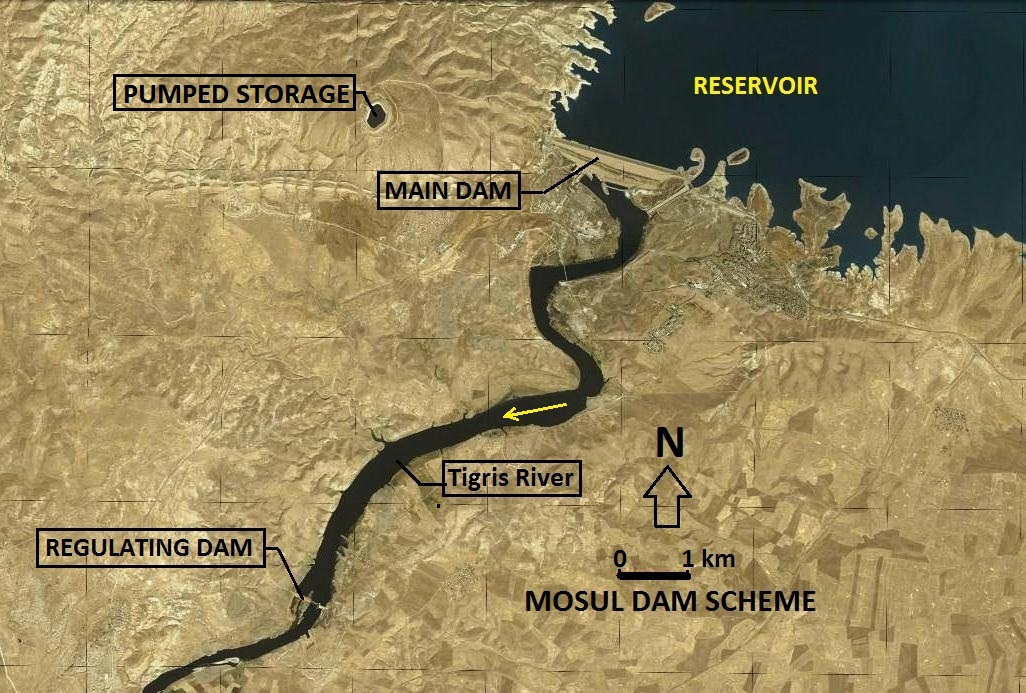 RESERVOIR
PUMPED STORAGE
MAIN DAM
N
Tigris River
REGULATING DAM
0 1 km
MOSUL DAM SCHEME